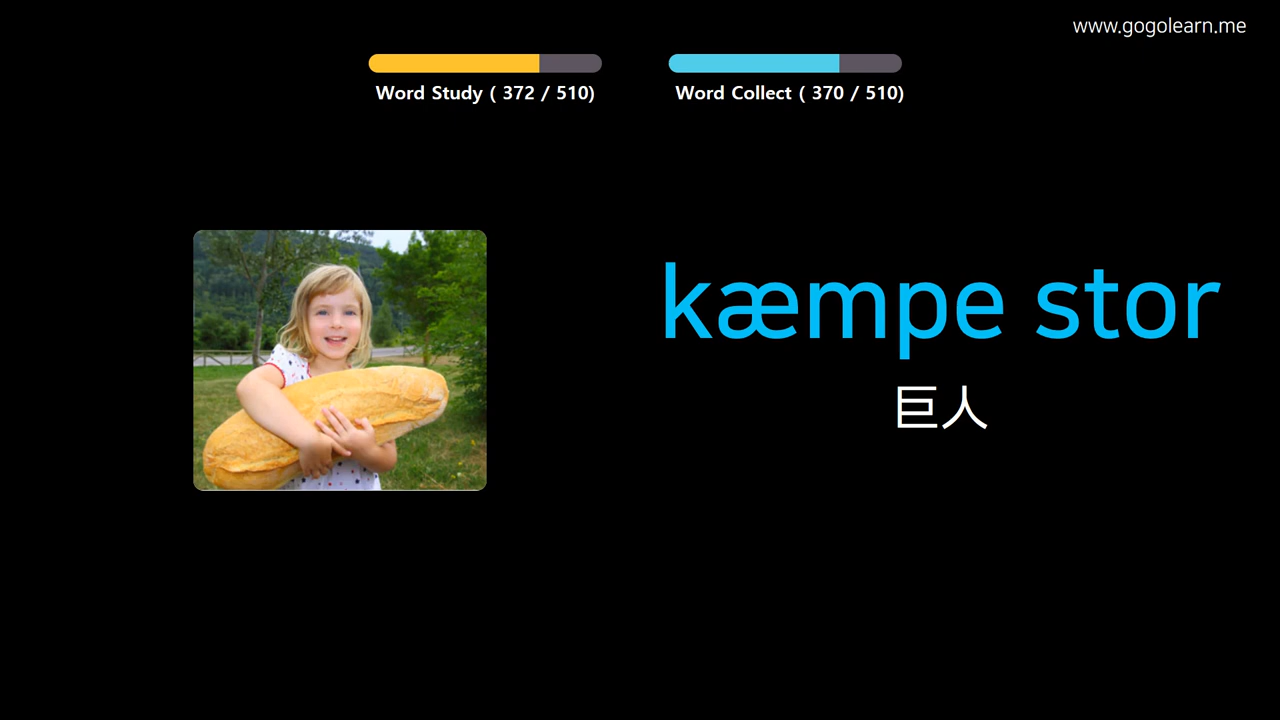 www.gogolearn.me
Word Study ( 372 / 510)
Word Collect ( 370 / 510)
kæmpe stor
巨人